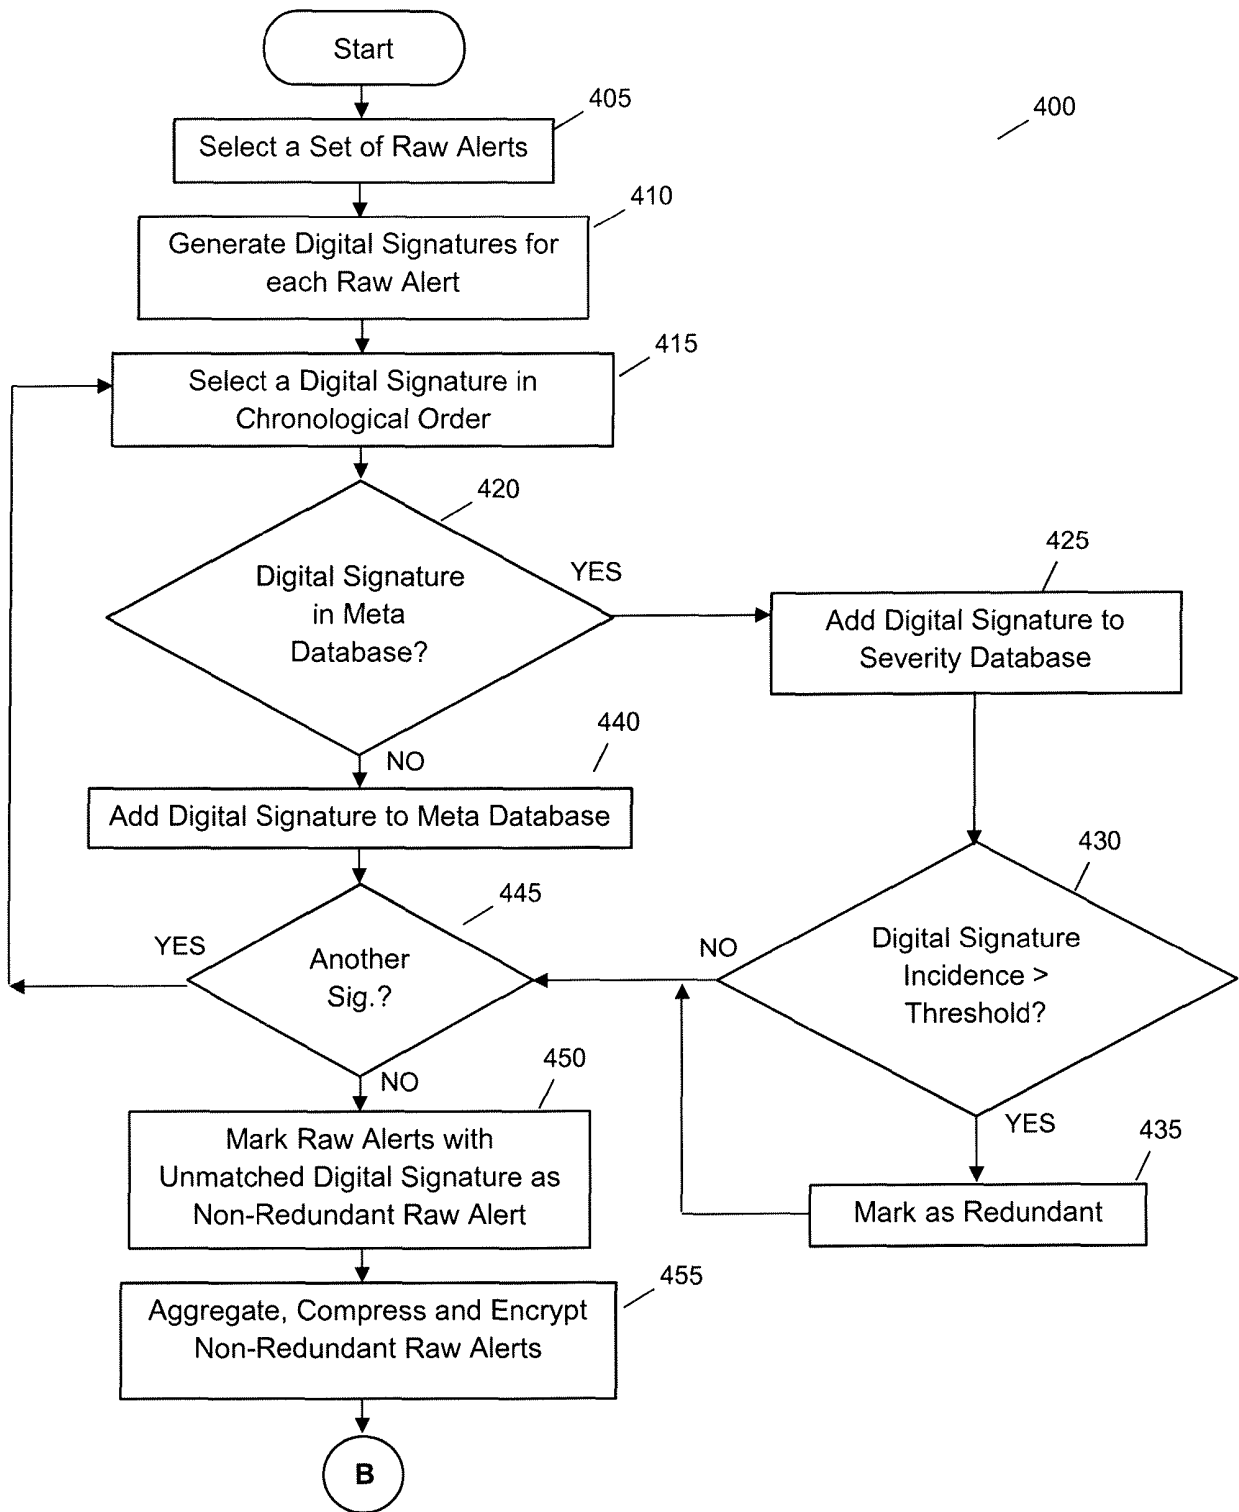 Start
405
400
Select a Set of Raw Alerts
410
Generate Digital Signatures for
each Raw Alert
415
Select a Digital Signature in
Chronological Order
420
Digital Signature
in Meta
Database?
YES
425
Add Digital Signature to
Severity Database
NO
440
Add Digital Signature to Meta Database
430
Digital Signature
Incidence >
Threshold?
NO
YES
445
Another
Sig.?
YES
NO
435
Mark as Redundant
450
Mark Raw Alerts with
Unmatched Digital Signature as
Non-Redundant Raw Alert
455
Aggregate, Compress and Encrypt
Non-Redundant Raw Alerts
B